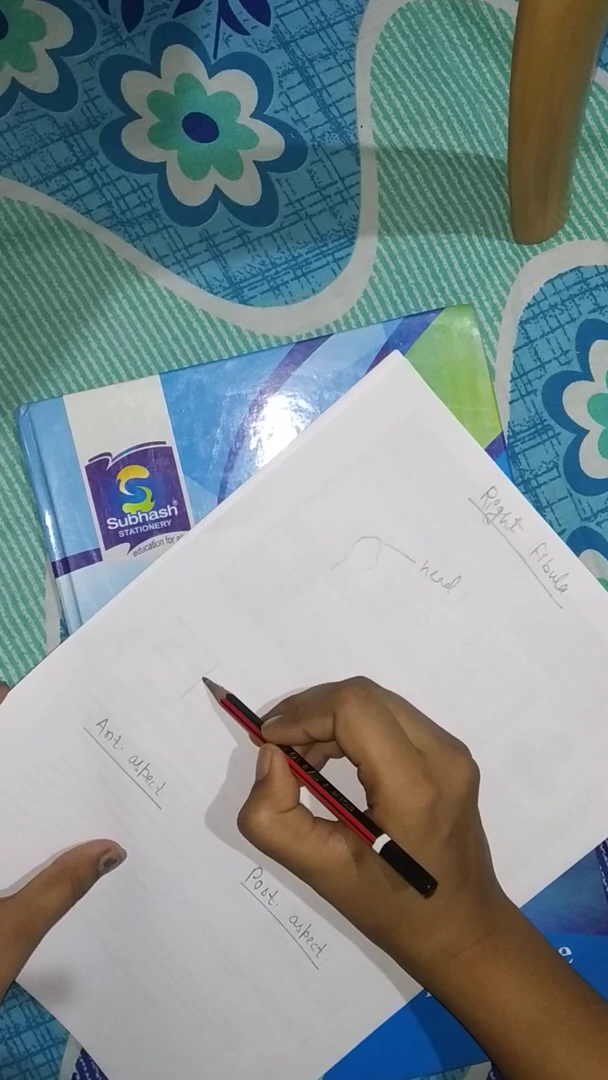 Right Fibula
head
Ant. aspect
Post. aspect
S
Subhash®
STATIONERY
education for